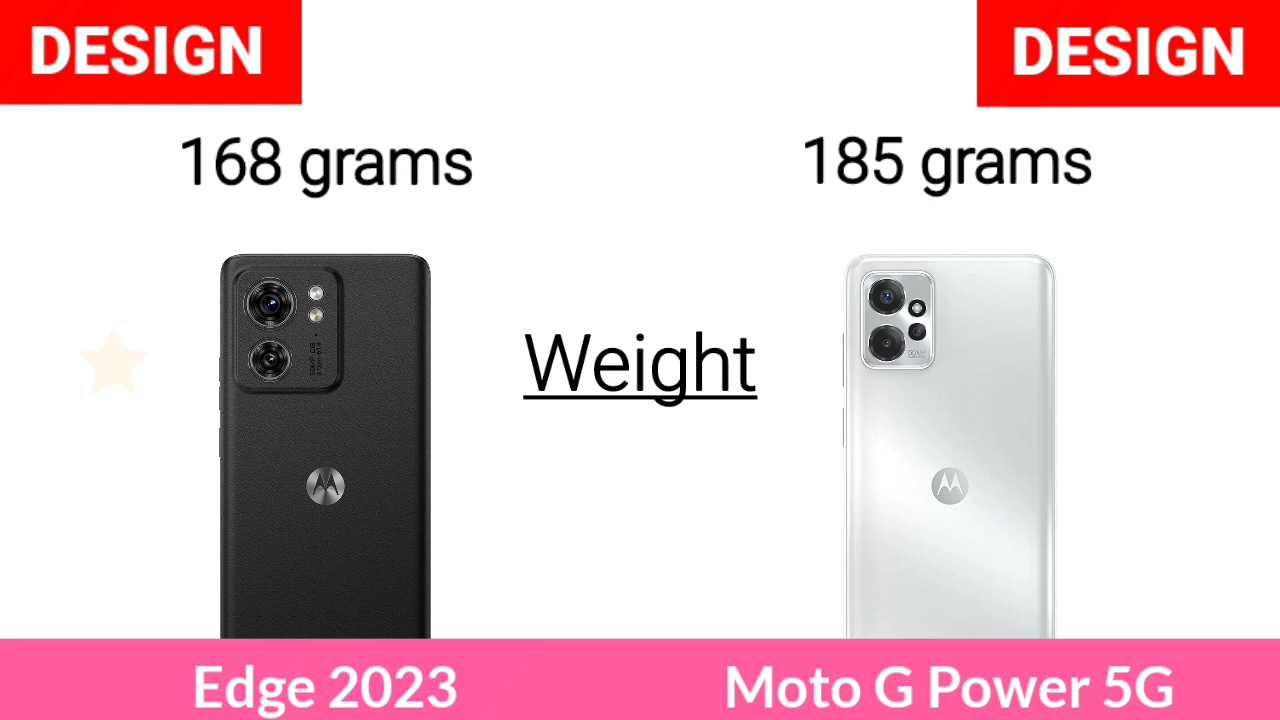 DESIGN
DESIGN
168 grams
185 grams
Weight
Edge 2023
Moto G Power 5G